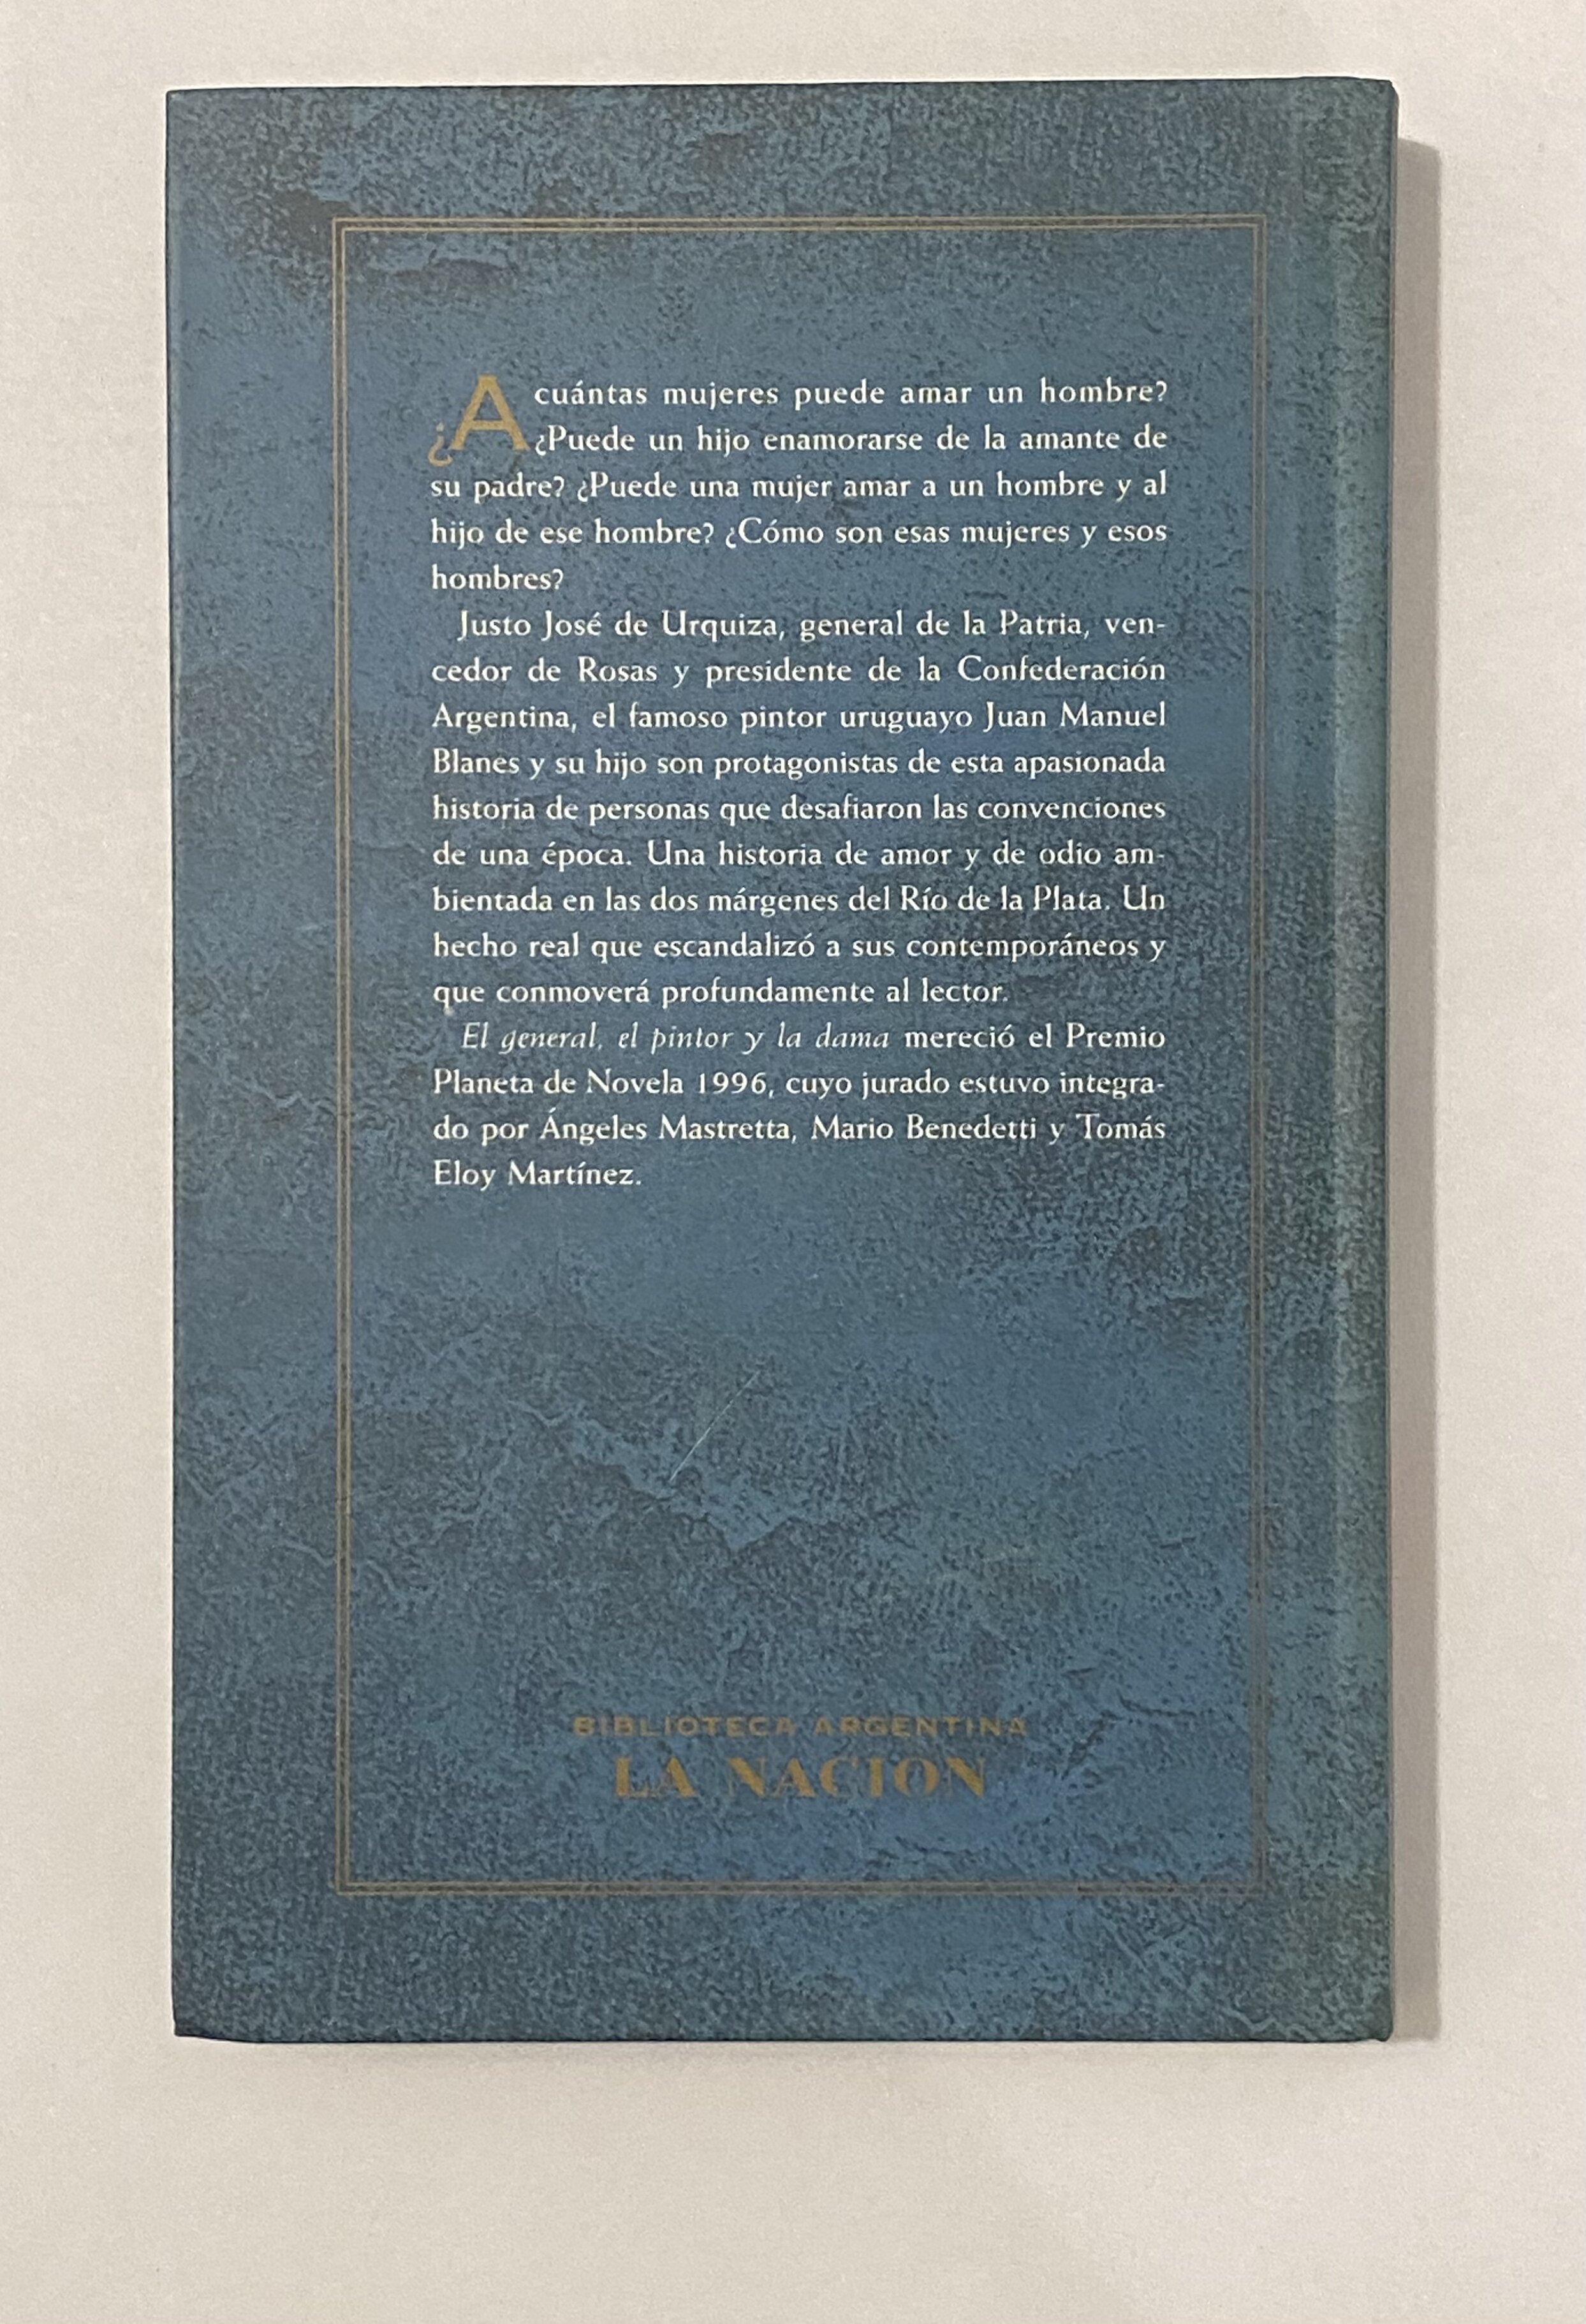 ¿A cuántas mujeres puede amar un hombre?
¿Puede un hijo enamorarse de la amante de
su padre? ¿Puede una mujer amar a un hombre y al
hijo de ese hombre? ¿Cómo son esas mujeres y esos
hombres?
Justo José de Urquiza, general de la Patria, ven-
cedor de Rosas y presidente de la Confederación
Argentina, el famoso pintor uruguayo Juan Manuel
Blanes y su hijo son protagonistas de esta apasionada
historia de personas que desafiaron las convenciones
de una época. Una historia de amor y de odio am-
bientada en las dos márgenes del Río de la Plata. Un
hecho real que escandalizó a sus contemporáneos y
que conmoverá profundamente al lector.
El general, el pintor y la dama mereció el Premio
Planeta de Novela 1996, cuyo jurado estuvo integra-
do por Ángeles Mastretta, Mario Benedetti y Tomás
Eloy Martínez.
BIBLIOTECA ARGENTINA
LA NACION